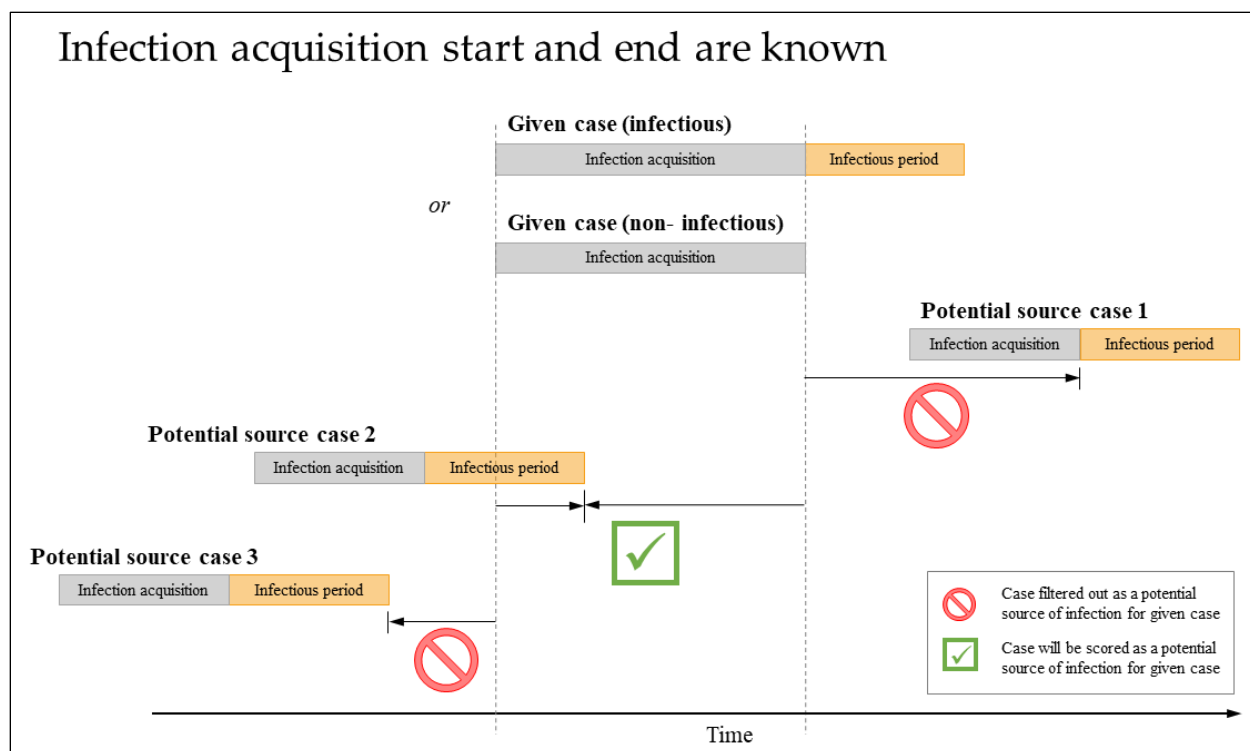 Infection acquisition start and end are known
Given case (infectious)
Infection acquisition
Infectious period
or
Given case (non- infectious)
Infection acquisition
Potential source case 1
Infection acquisition
Infectious period
Potential source case 2
Infection acquisition
Infectious period
Potential source case 3
Infection acquisition
Infectious period
Case filtered out as a potential
source of infection for given case
Case will be scored as a potential
source of infection for given case
Time